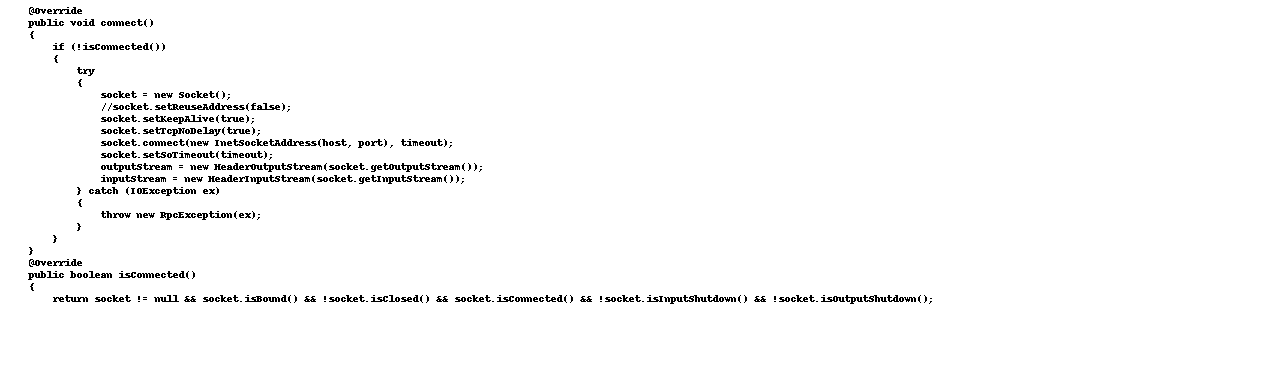 @Override
public void connect()
{
    if (!isConnected())
    {
        try
        {
            socket = new Socket();
            //socket.setReuseAddress(false);
            socket.setKeepAlive(true);
            socket.setTcpNoDelay(true);
            socket.connect(new InetSocketAddress(host, port), timeout);
            socket.setSoTimeout(timeout);
            outputStream = new HeaderOutputStream(socket.getOutputStream());
            inputStream = new HeaderInputStream(socket.getInputStream());
        } catch (IOException ex)
        {
            throw new RpcException(ex);
        }
    }
}
@Override
public boolean isConnected()
{
    return socket != null && socket.isBound() && !socket.isClosed() && socket.isConnected() && !socket.isInputShutdown() && !socket.isOutputShutdown();